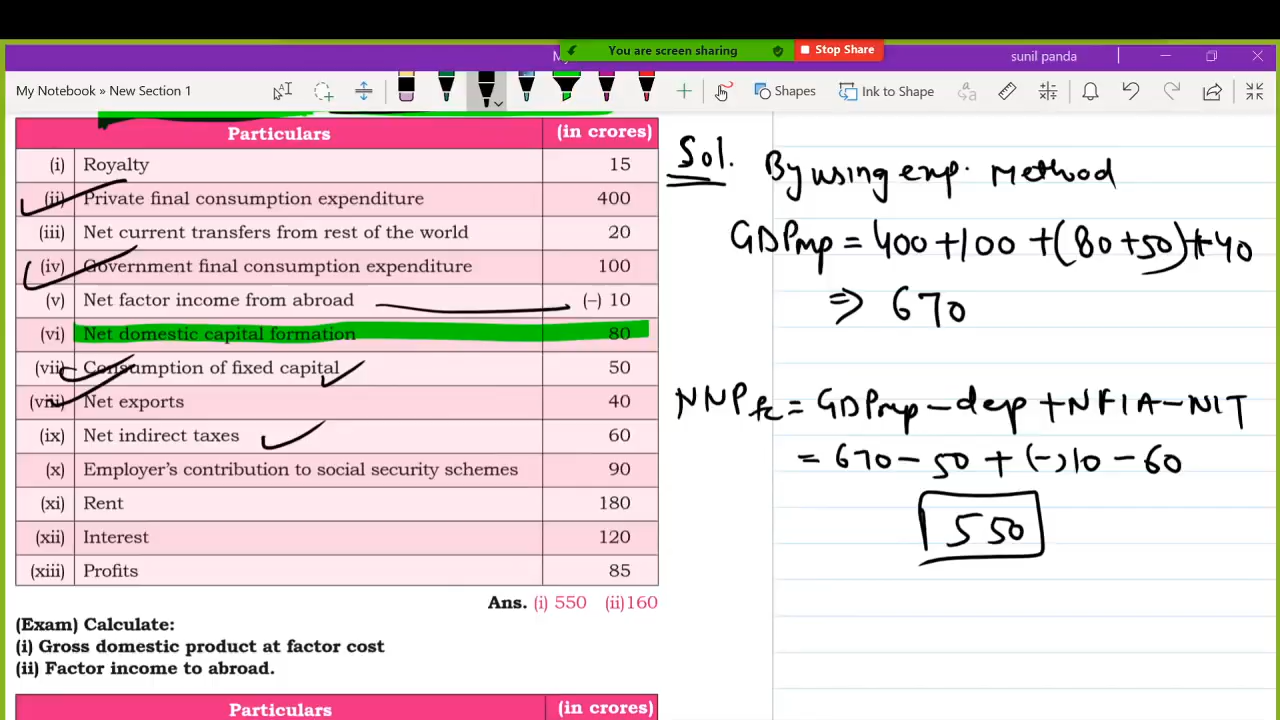 You are screen sharing
Stop Share
sunil panda
My Notebook » New Section 1
Shapes
Ink to Shape
Particulars (in crores)
(i) Royalty 15
(ii) Private final consumption expenditure 400
(iii) Net current transfers from rest of the world 20
(iv) Government final consumption expenditure 100
(v) Net factor income from abroad (–) 10
(vi) Net domestic capital formation 80
(vii) Consumption of fixed capital 50
(viii) Net exports 40
(ix) Net indirect taxes 60
(x) Employer's contribution to social security schemes 90
(xi) Rent 180
(xii) Interest 120
(xiii) Profits 85
Ans. (i) 550 (ii)160
(Exam) Calculate:
(i) Gross domestic product at factor cost
(ii) Factor income to abroad.
Particulars (in crores)
Sol. By using exp. Method
GDPmp = 400+100 +(80+50)+40
⇒ 670
NNPfc = GDPmp – dep +NFIA–NIT
= 670 – 50 + (–)10 – 60
550